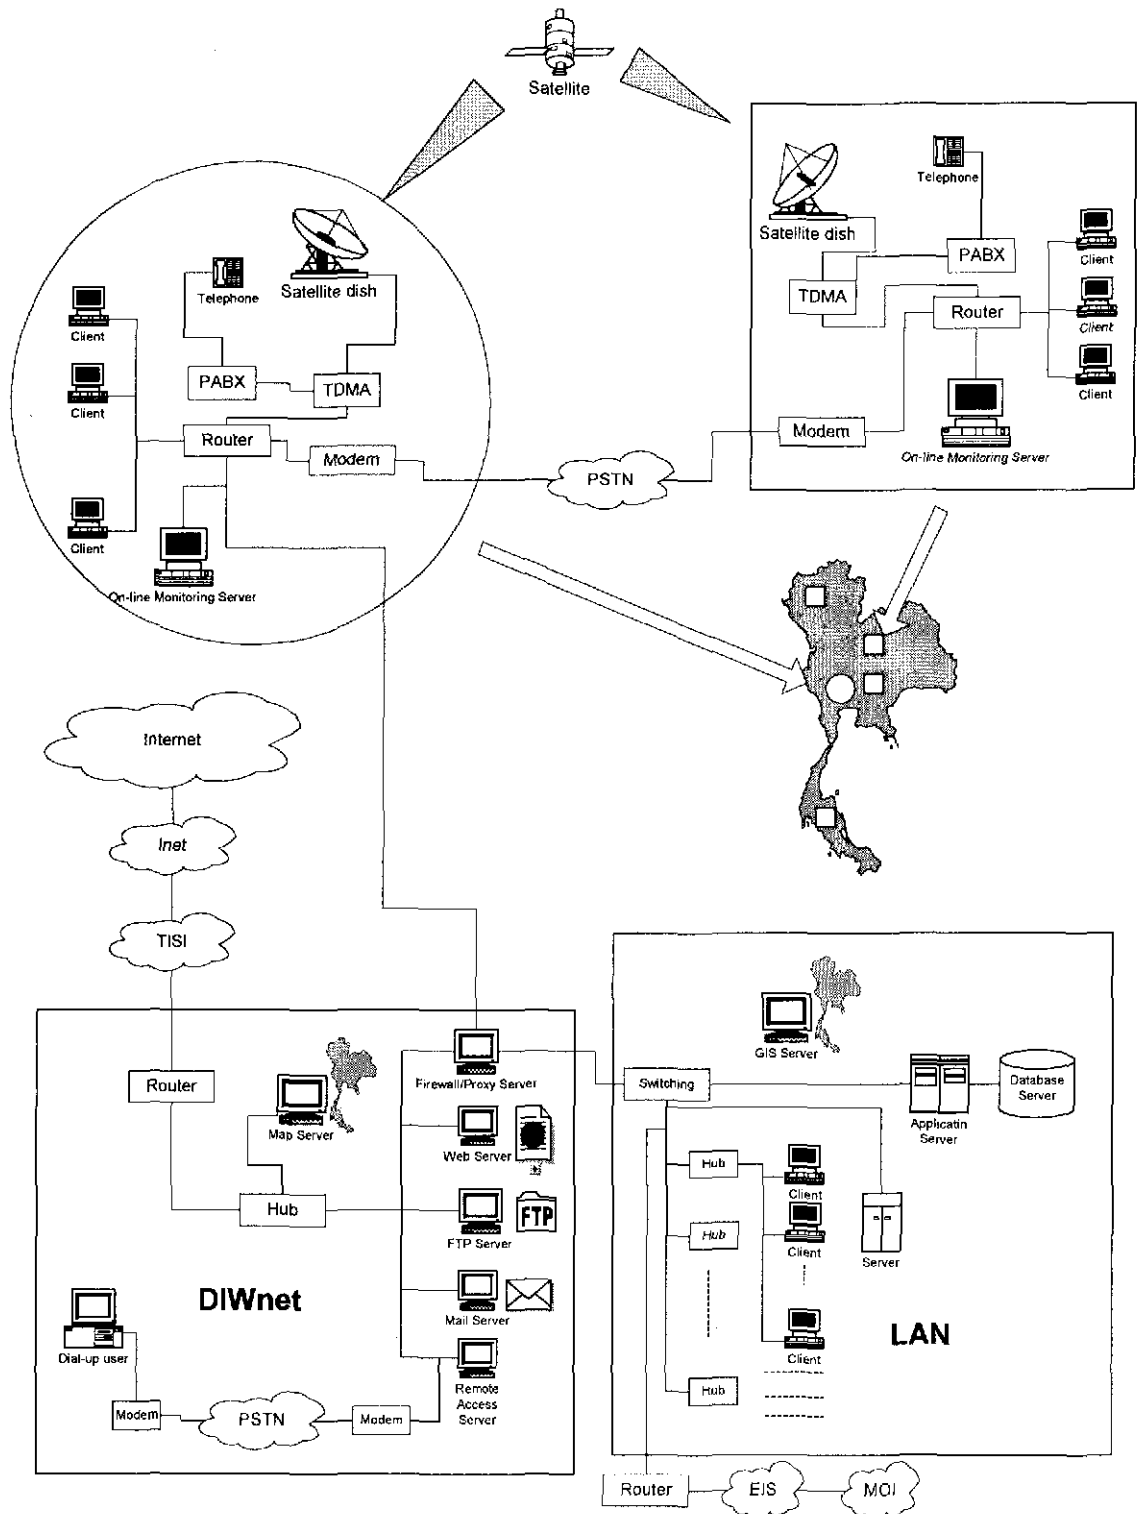 Satellite
Telephone
Satellite dish
PABX
Client
TDMA
Router
Client
Client
Modem
On-line Monitoring Server
Telephone
Satellite dish
Client
PABX
TDMA
Client
Router
Modem
Client
On-line Monitoring Server
PSTN
Internet
Inet
TISI
Router
Map Server
Hub
Firewall/Proxy Server
Web Server
FTP
FTP Server
DIWnet
Mail Server
Dial-up user
Remote
Access
Server
Modem
PSTN
Modem
GIS Server
Switching
Applicatin
Server
Database
Server
Hub
Client
Hub
Client
Server
LAN
Client
Hub
Router
EIS
MOI